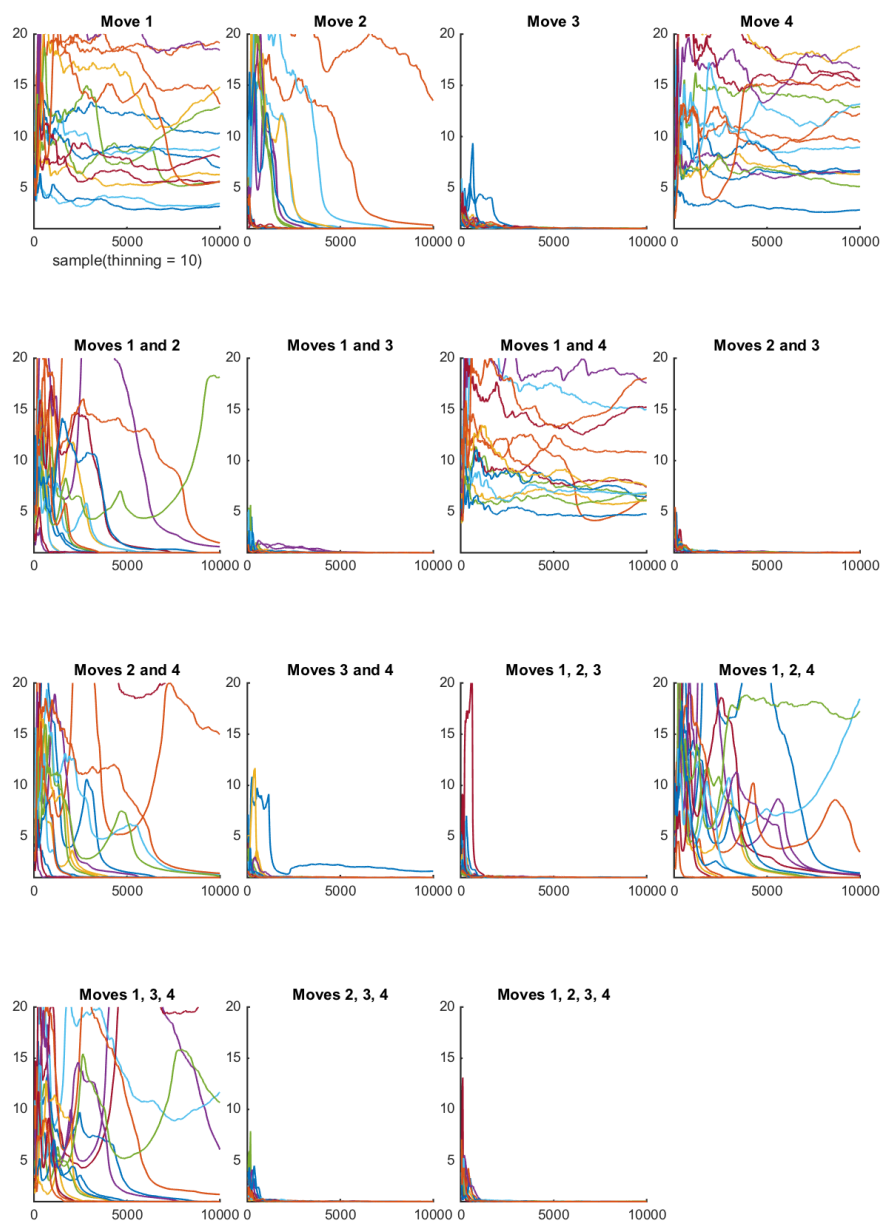 Move 1 Move 2 Move 3 Move 4
20 20 20 20
15 15 15 15
10 10 10 10
5 5 5 5
0 5000 10000 0 5000 10000 0 5000 10000 0 5000 10000
sample(thinning = 10)
Moves 1 and 2 Moves 1 and 3 Moves 1 and 4 Moves 2 and 3
20 20 20 20
15 15 15 15
10 10 10 10
5 5 5 5
0 5000 10000 0 5000 10000 0 5000 10000 0 5000 10000
Moves 2 and 4 Moves 3 and 4 Moves 1, 2, 3 Moves 1, 2, 4
20 20 20 20
15 15 15 15
10 10 10 10
5 5 5 5
0 5000 10000 0 5000 10000 0 5000 10000 0 5000 10000
Moves 1, 3, 4 Moves 2, 3, 4 Moves 1, 2, 3, 4
20 20 20
15 15 15
10 10 10
5 5 5
0 5000 10000 0 5000 10000 0 5000 10000